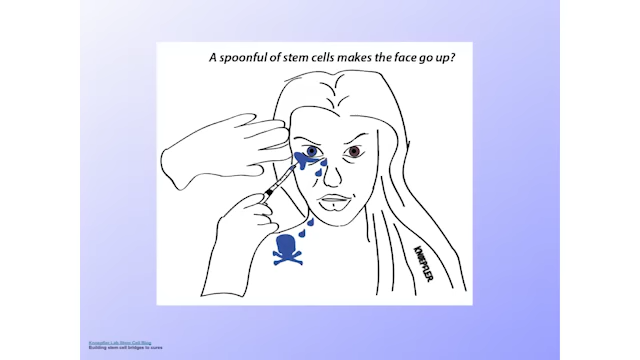 A spoonful of stem cells makes the face go up?
KNOEPFLER
Knoepfler Lab Stem Cell Blog
Building stem cell bridges to cures